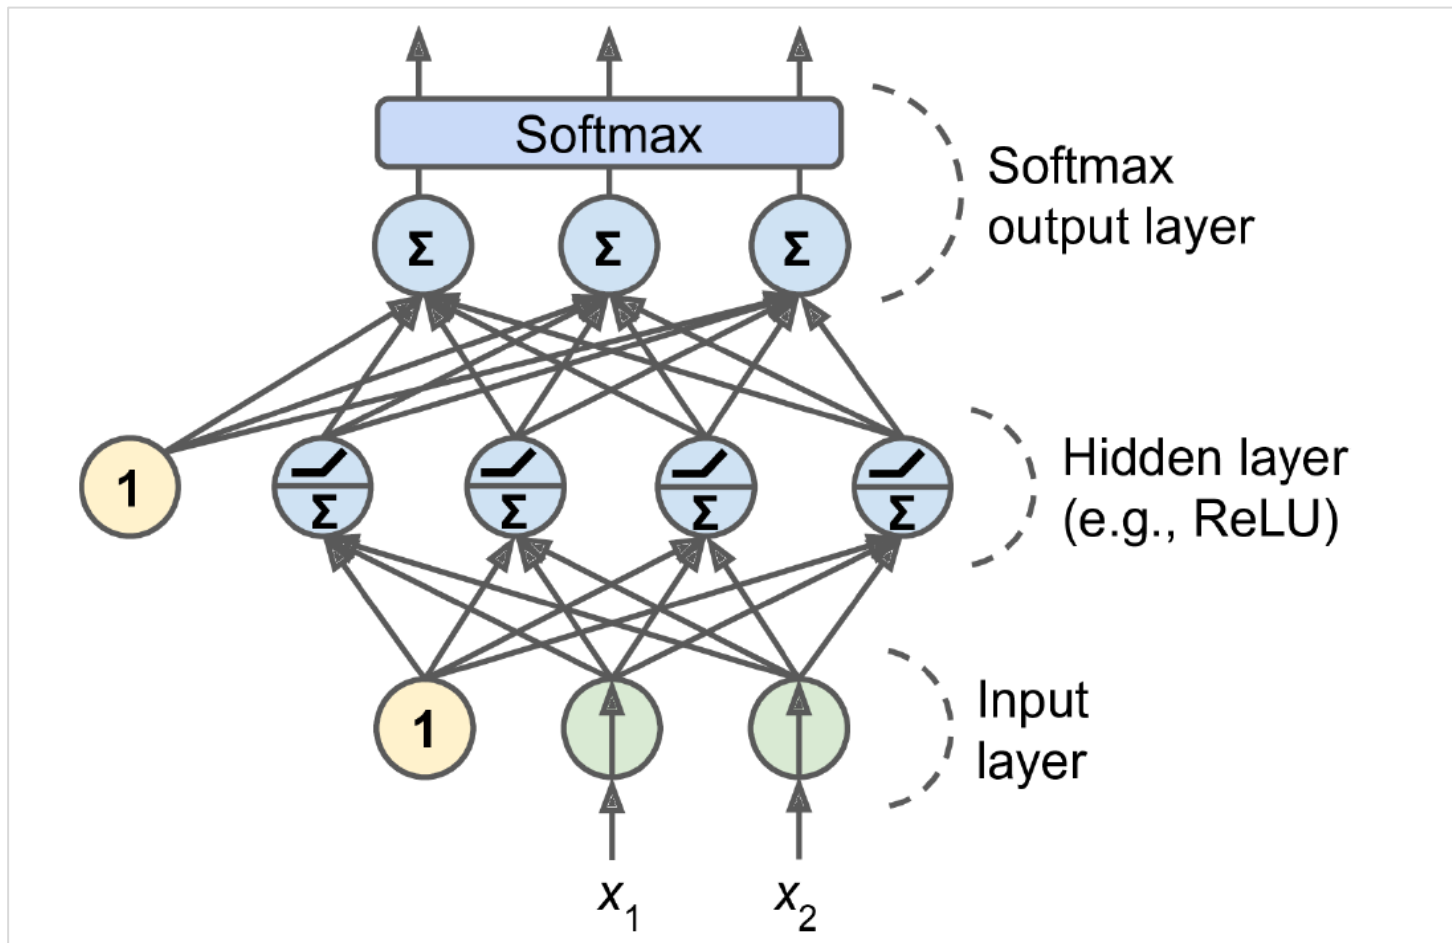 Softmax
Softmax
output layer
Σ Σ Σ
1
Σ Σ Σ Σ
Hidden layer
(e.g., ReLU)
1
Input
layer
x₁ x₂